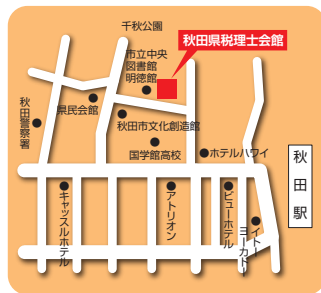 千秋公園
秋田県税理士会館
市立中央
図書館
明徳館
県民会館
秋田警察署
秋田市文化創造館
国学館高校
ホテルハワイ
秋田駅
キャッスルホテル
アトリオン
ビューホテル
イトー
ヨーカドー